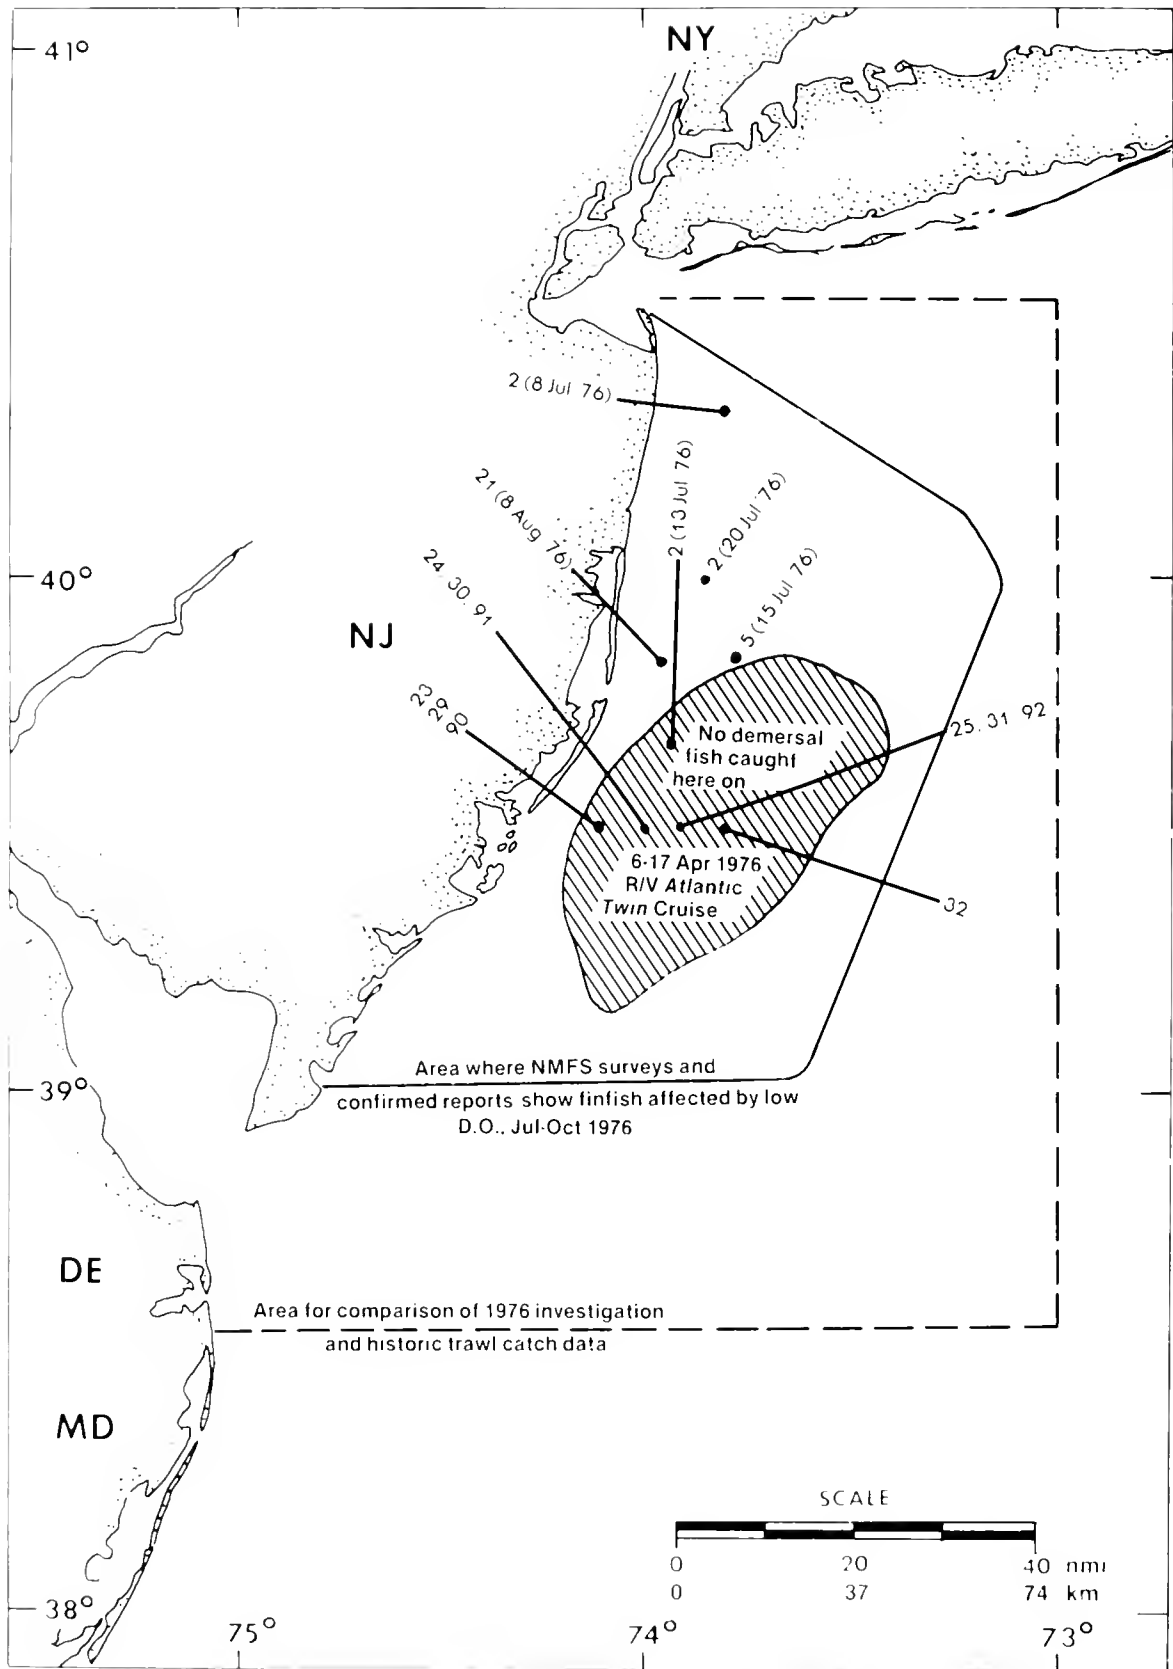 NY
41°
2 (8 Jul 76)
2 (13 Jul 76)
21 (8 Aug 76)
2 (20 Jul 76)
24, 30, 91
40°
5 (15 Jul 76)
NJ
23
29
90
25, 31 92
No demersal
fish caught
here on
6-17 Apr 1976
R/V Atlantic
Twin Cruise
32
Area where NMFS surveys and
39°
confirmed reports show finfish affected by low
D.O., Jul-Oct 1976
DE
Area for comparison of 1976 investigation
and historic trawl catch data
MD
SCALE
0 20 40 nmi
0 37 74 km
38°
75° 74° 73°